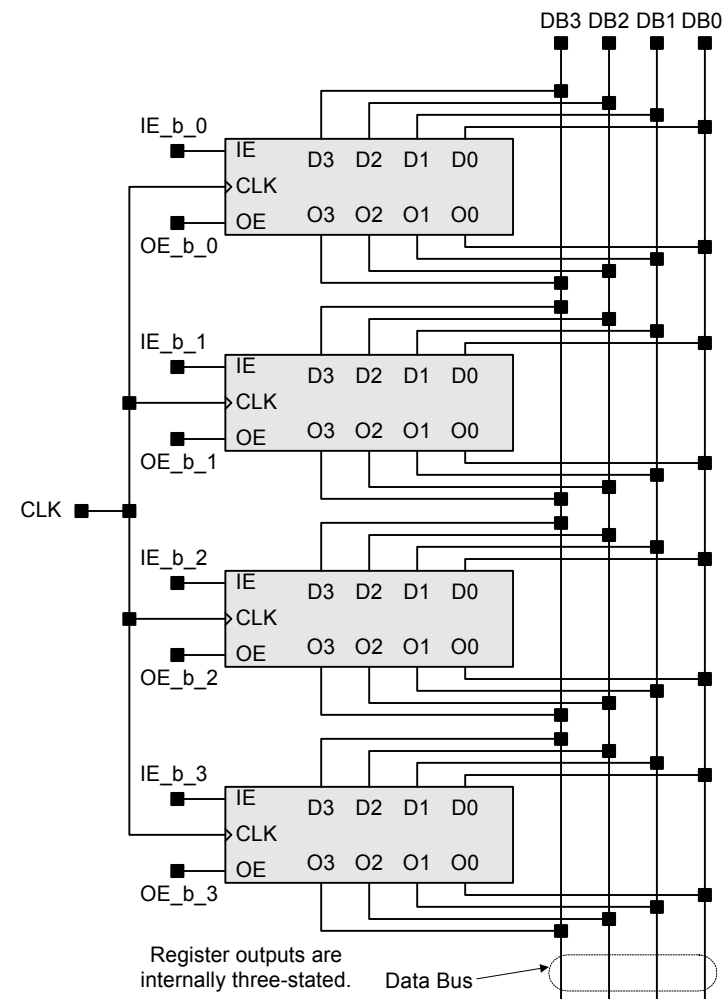 DB3 DB2 DB1 DB0
IE_b_0
IE D3 D2 D1 D0
CLK
OE O3 O2 O1 O0
OE_b_0
IE_b_1
IE D3 D2 D1 D0
CLK
OE O3 O2 O1 O0
OE_b_1
CLK
IE_b_2
IE D3 D2 D1 D0
CLK
OE O3 O2 O1 O0
OE_b_2
IE_b_3
IE D3 D2 D1 D0
CLK
OE O3 O2 O1 O0
OE_b_3
Register outputs are
internally three-stated.
Data Bus